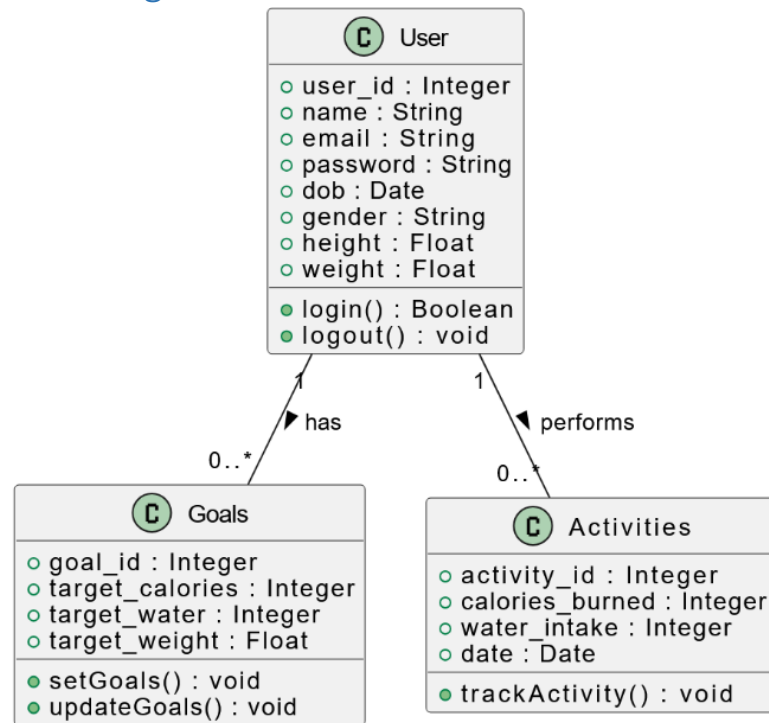 C User
user_id : Integer
name : String
email : String
password : String
dob : Date
gender : String
height : Float
weight : Float
login() : Boolean
logout() : void
1
1
has
performs
0..*
0..*
C Goals
goal_id : Integer
target_calories : Integer
target_water : Integer
target_weight : Float
setGoals() : void
updateGoals() : void
C Activities
activity_id : Integer
calories_burned : Integer
water_intake : Integer
date : Date
trackActivity() : void